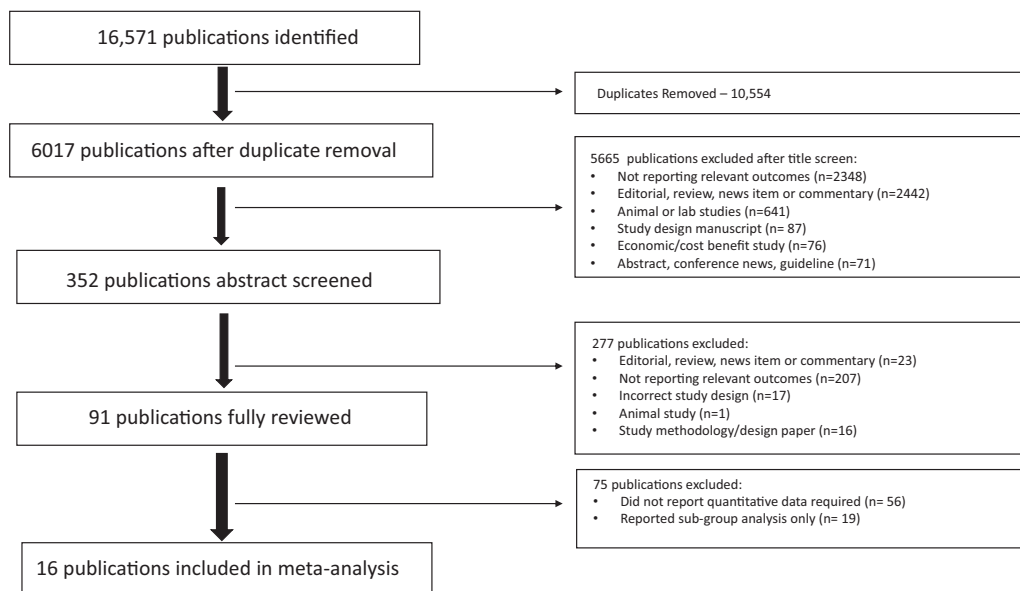 16,571 publications identified
Duplicates Removed – 10,554
6017 publications after duplicate removal
5665 publications excluded after title screen:
• Not reporting relevant outcomes (n=2348)
• Editorial, review, news item or commentary (n=2442)
• Animal or lab studies (n=641)
• Study design manuscript (n= 87)
• Economic/cost benefit study (n=76)
• Abstract, conference news, guideline (n=71)
352 publications abstract screened
277 publications excluded:
• Editorial, review, news item or commentary (n=23)
• Not reporting relevant outcomes (n=207)
• Incorrect study design (n=17)
• Animal study (n=1)
• Study methodology/design paper (n=16)
91 publications fully reviewed
75 publications excluded:
• Did not report quantitative data required (n= 56)
• Reported sub-group analysis only (n= 19)
16 publications included in meta-analysis